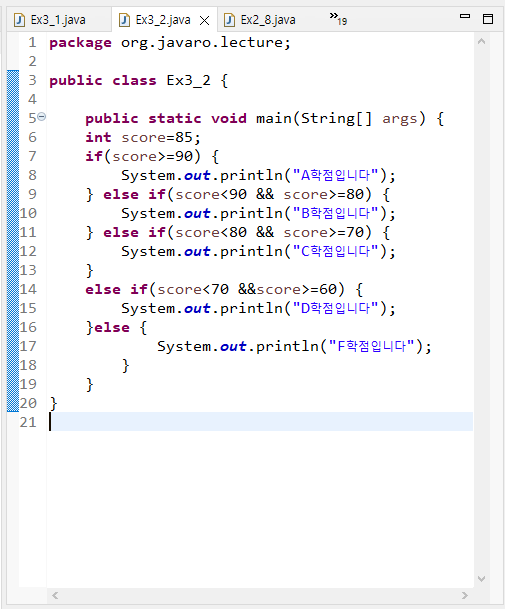 Ex3_1.java Ex3_2.java Ex2_8.java 19
1 package org.javaro.lecture;
2
3 public class Ex3_2 {
4
5 public static void main(String[] args) {
6 int score=85;
7 if(score>=90) {
8 System.out.println("A학점입니다");
9 } else if(score<90 && score>=80) {
10 System.out.println("B학점입니다");
11 } else if(score<80 && score>=70) {
12 System.out.println("C학점입니다");
13 }
14 else if(score<70 &&score>=60) {
15 System.out.println("D학점입니다");
16 }else {
17 System.out.println("F학점입니다");
18 }
19 }
20 }
21